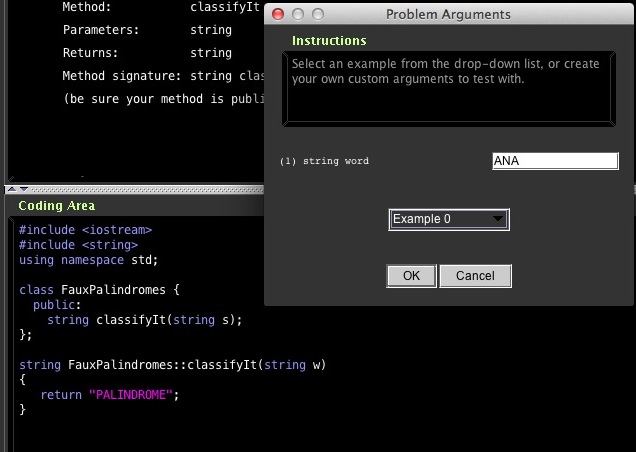 Method: classifyIt
Parameters: string
Returns: string
Method signature: string clas
(be sure your method is publi
Problem Arguments
Instructions
Select an example from the drop-down list, or create
your own custom arguments to test with.
(1) string word
ANA
Example 0
OK Cancel
Coding Area
#include <iostream>
#include <string>
using namespace std;
class FauxPalindromes {
public:
string classifyIt(string s);
};
string FauxPalindromes::classifyIt(string w)
{
return "PALINDROME";
}